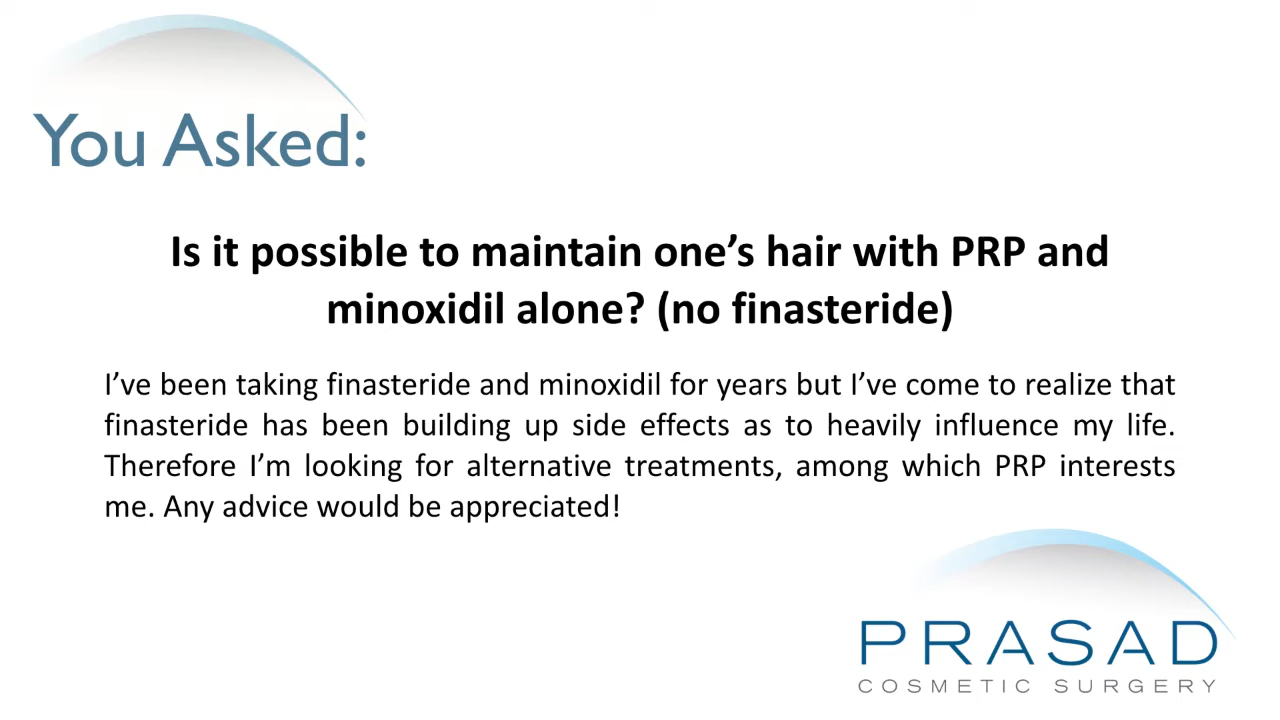 You Asked:
Is it possible to maintain one’s hair with PRP and
minoxidil alone? (no finasteride)
I’ve been taking finasteride and minoxidil for years but I’ve come to realize that
finasteride has been building up side effects as to heavily influence my life.
Therefore I’m looking for alternative treatments, among which PRP interests
me. Any advice would be appreciated!
PRASAD
COSMETIC SURGERY